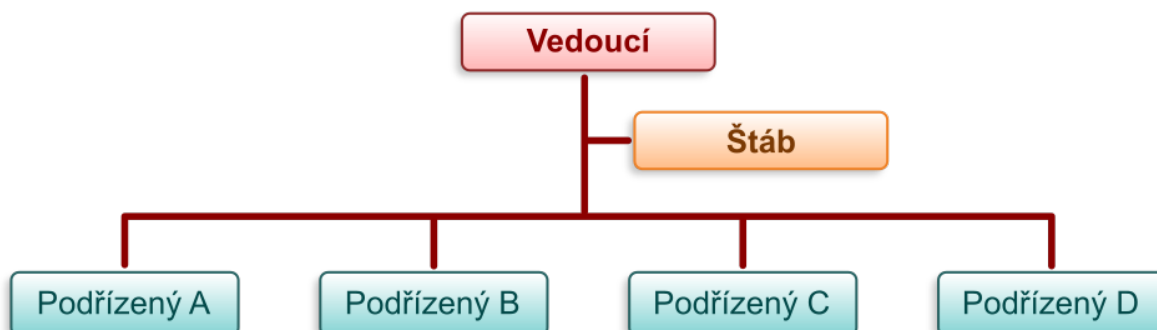 Vedoucí
Štáb
Podřízený A
Podřízený B
Podřízený C
Podřízený D